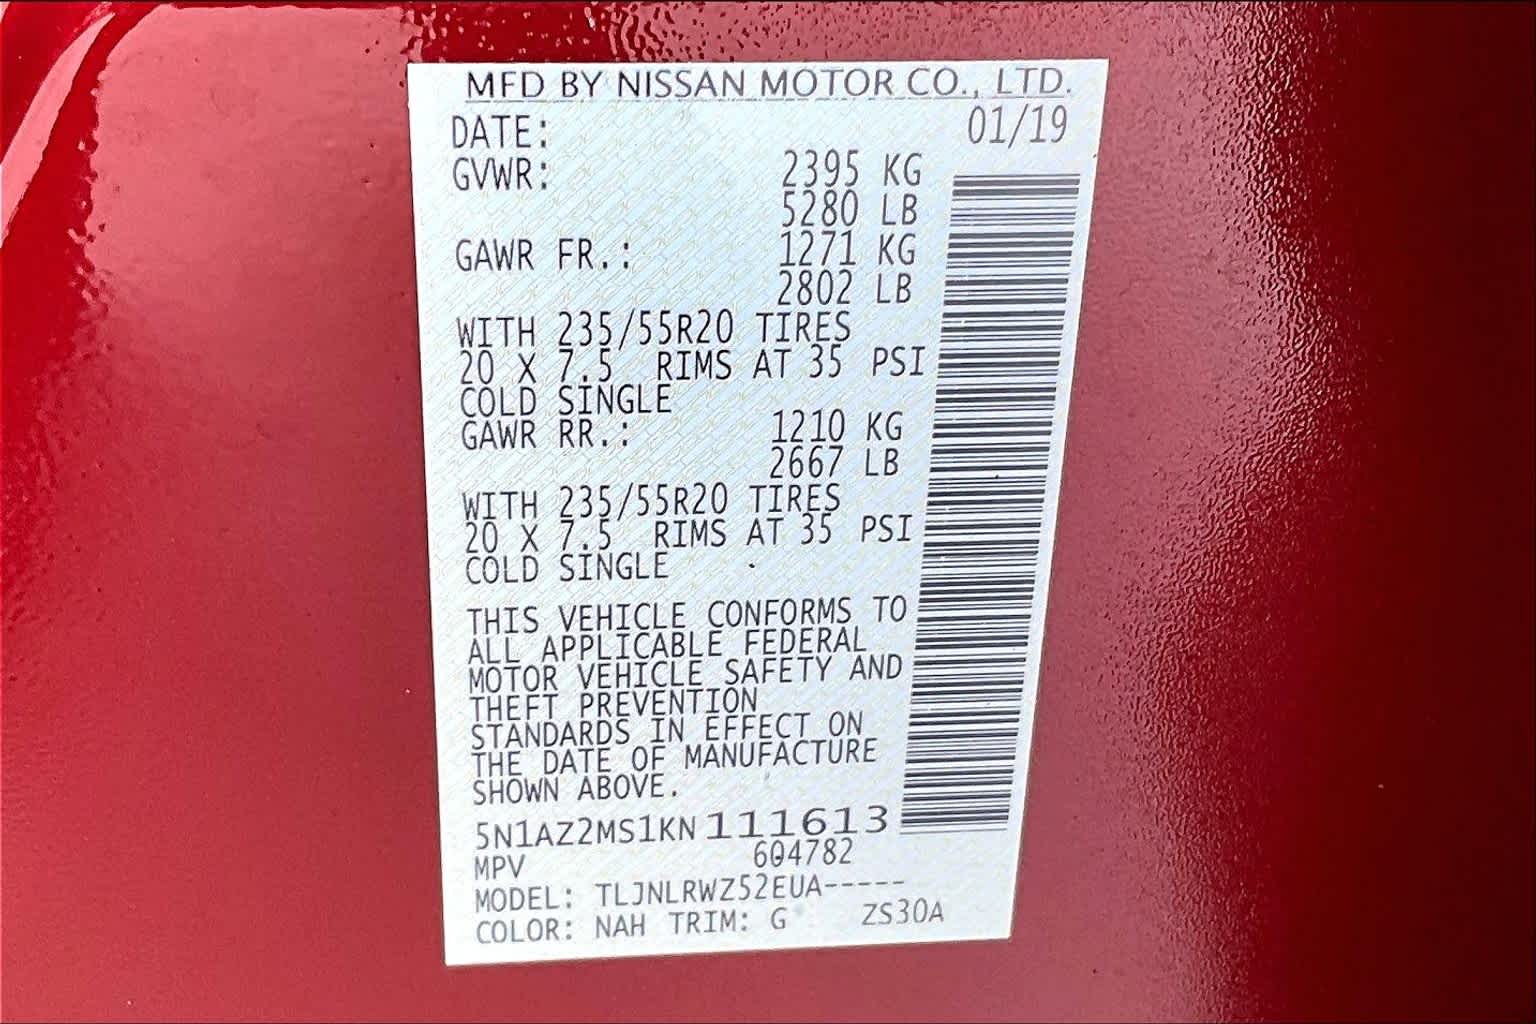 MFD BY NISSAN MOTOR CO., LTD.
DATE: 01/19
GVWR: 2395 KG
5280 LB
GAWR FR.: 1271 KG
2802 LB
WITH 235/55R20 TIRES
20 X 7.5 RIMS AT 35 PSI
COLD SINGLE
GAWR RR.: 1210 KG
2667 LB
WITH 235/55R20 TIRES
20 X 7.5 RIMS AT 35 PSI
COLD SINGLE
THIS VEHICLE CONFORMS TO
ALL APPLICABLE FEDERAL
MOTOR VEHICLE SAFETY AND
THEFT PREVENTION
STANDARDS IN EFFECT ON
THE DATE OF MANUFACTURE
SHOWN ABOVE.
5N1AZ2MS1KN111613
MPV 604782
MODEL: TLJNLRWZ52EUA-----
COLOR: NAH TRIM: G ZS30A